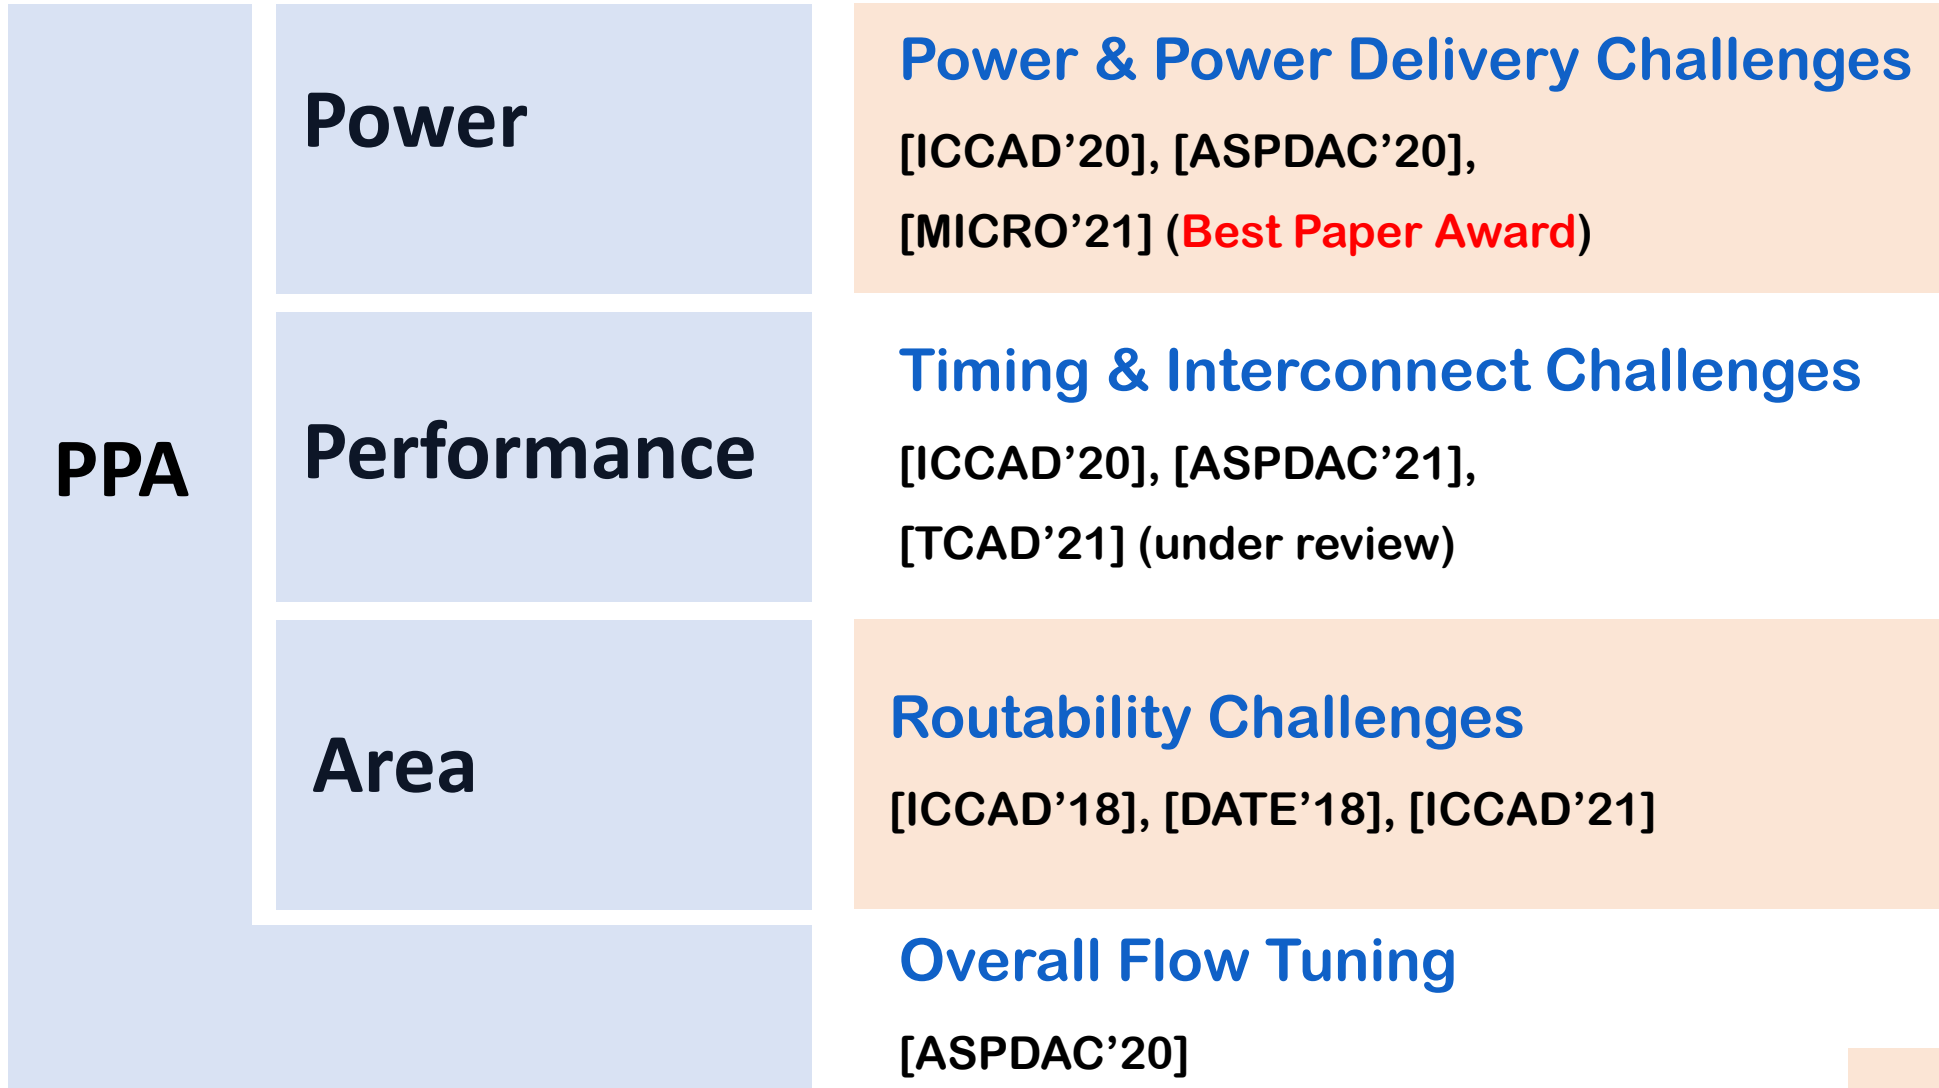 PPA
Power
Power & Power Delivery Challenges
[ICCAD’20], [ASPDAC’20],
[MICRO’21] (Best Paper Award)
Performance
Timing & Interconnect Challenges
[ICCAD’20], [ASPDAC’21],
[TCAD’21] (under review)
Area
Routability Challenges
[ICCAD’18], [DATE’18], [ICCAD’21]
Overall Flow Tuning
[ASPDAC’20]